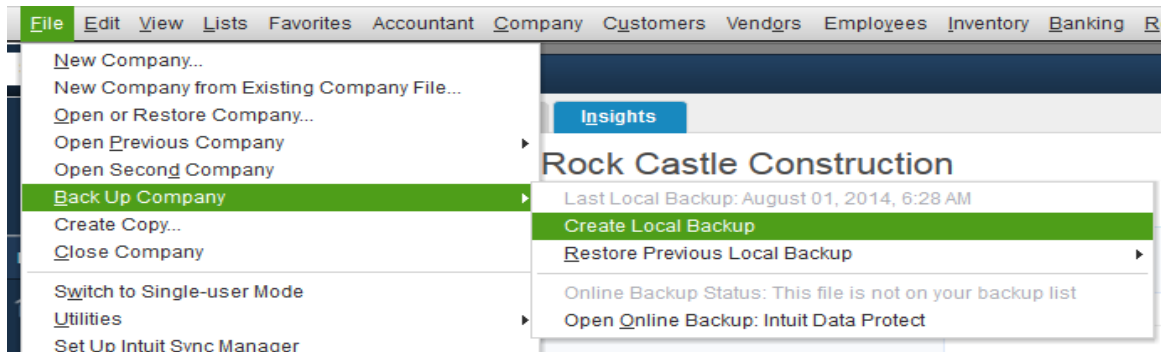 File Edit View Lists Favorites Accountant Company Customers Vendors Employees Inventory Banking R
New Company...
New Company from Existing Company File...
Open or Restore Company...
Insights
Open Previous Company
Rock Castle Construction
Open Second Company
Back Up Company
Last Local Backup: August 01, 2014, 6:28 AM
Create Copy...
Create Local Backup
Close Company
Restore Previous Local Backup
Switch to Single-user Mode
Online Backup Status: This file is not on your backup list
Utilities
Open Online Backup: Intuit Data Protect
Set Up Intuit Sync Manager